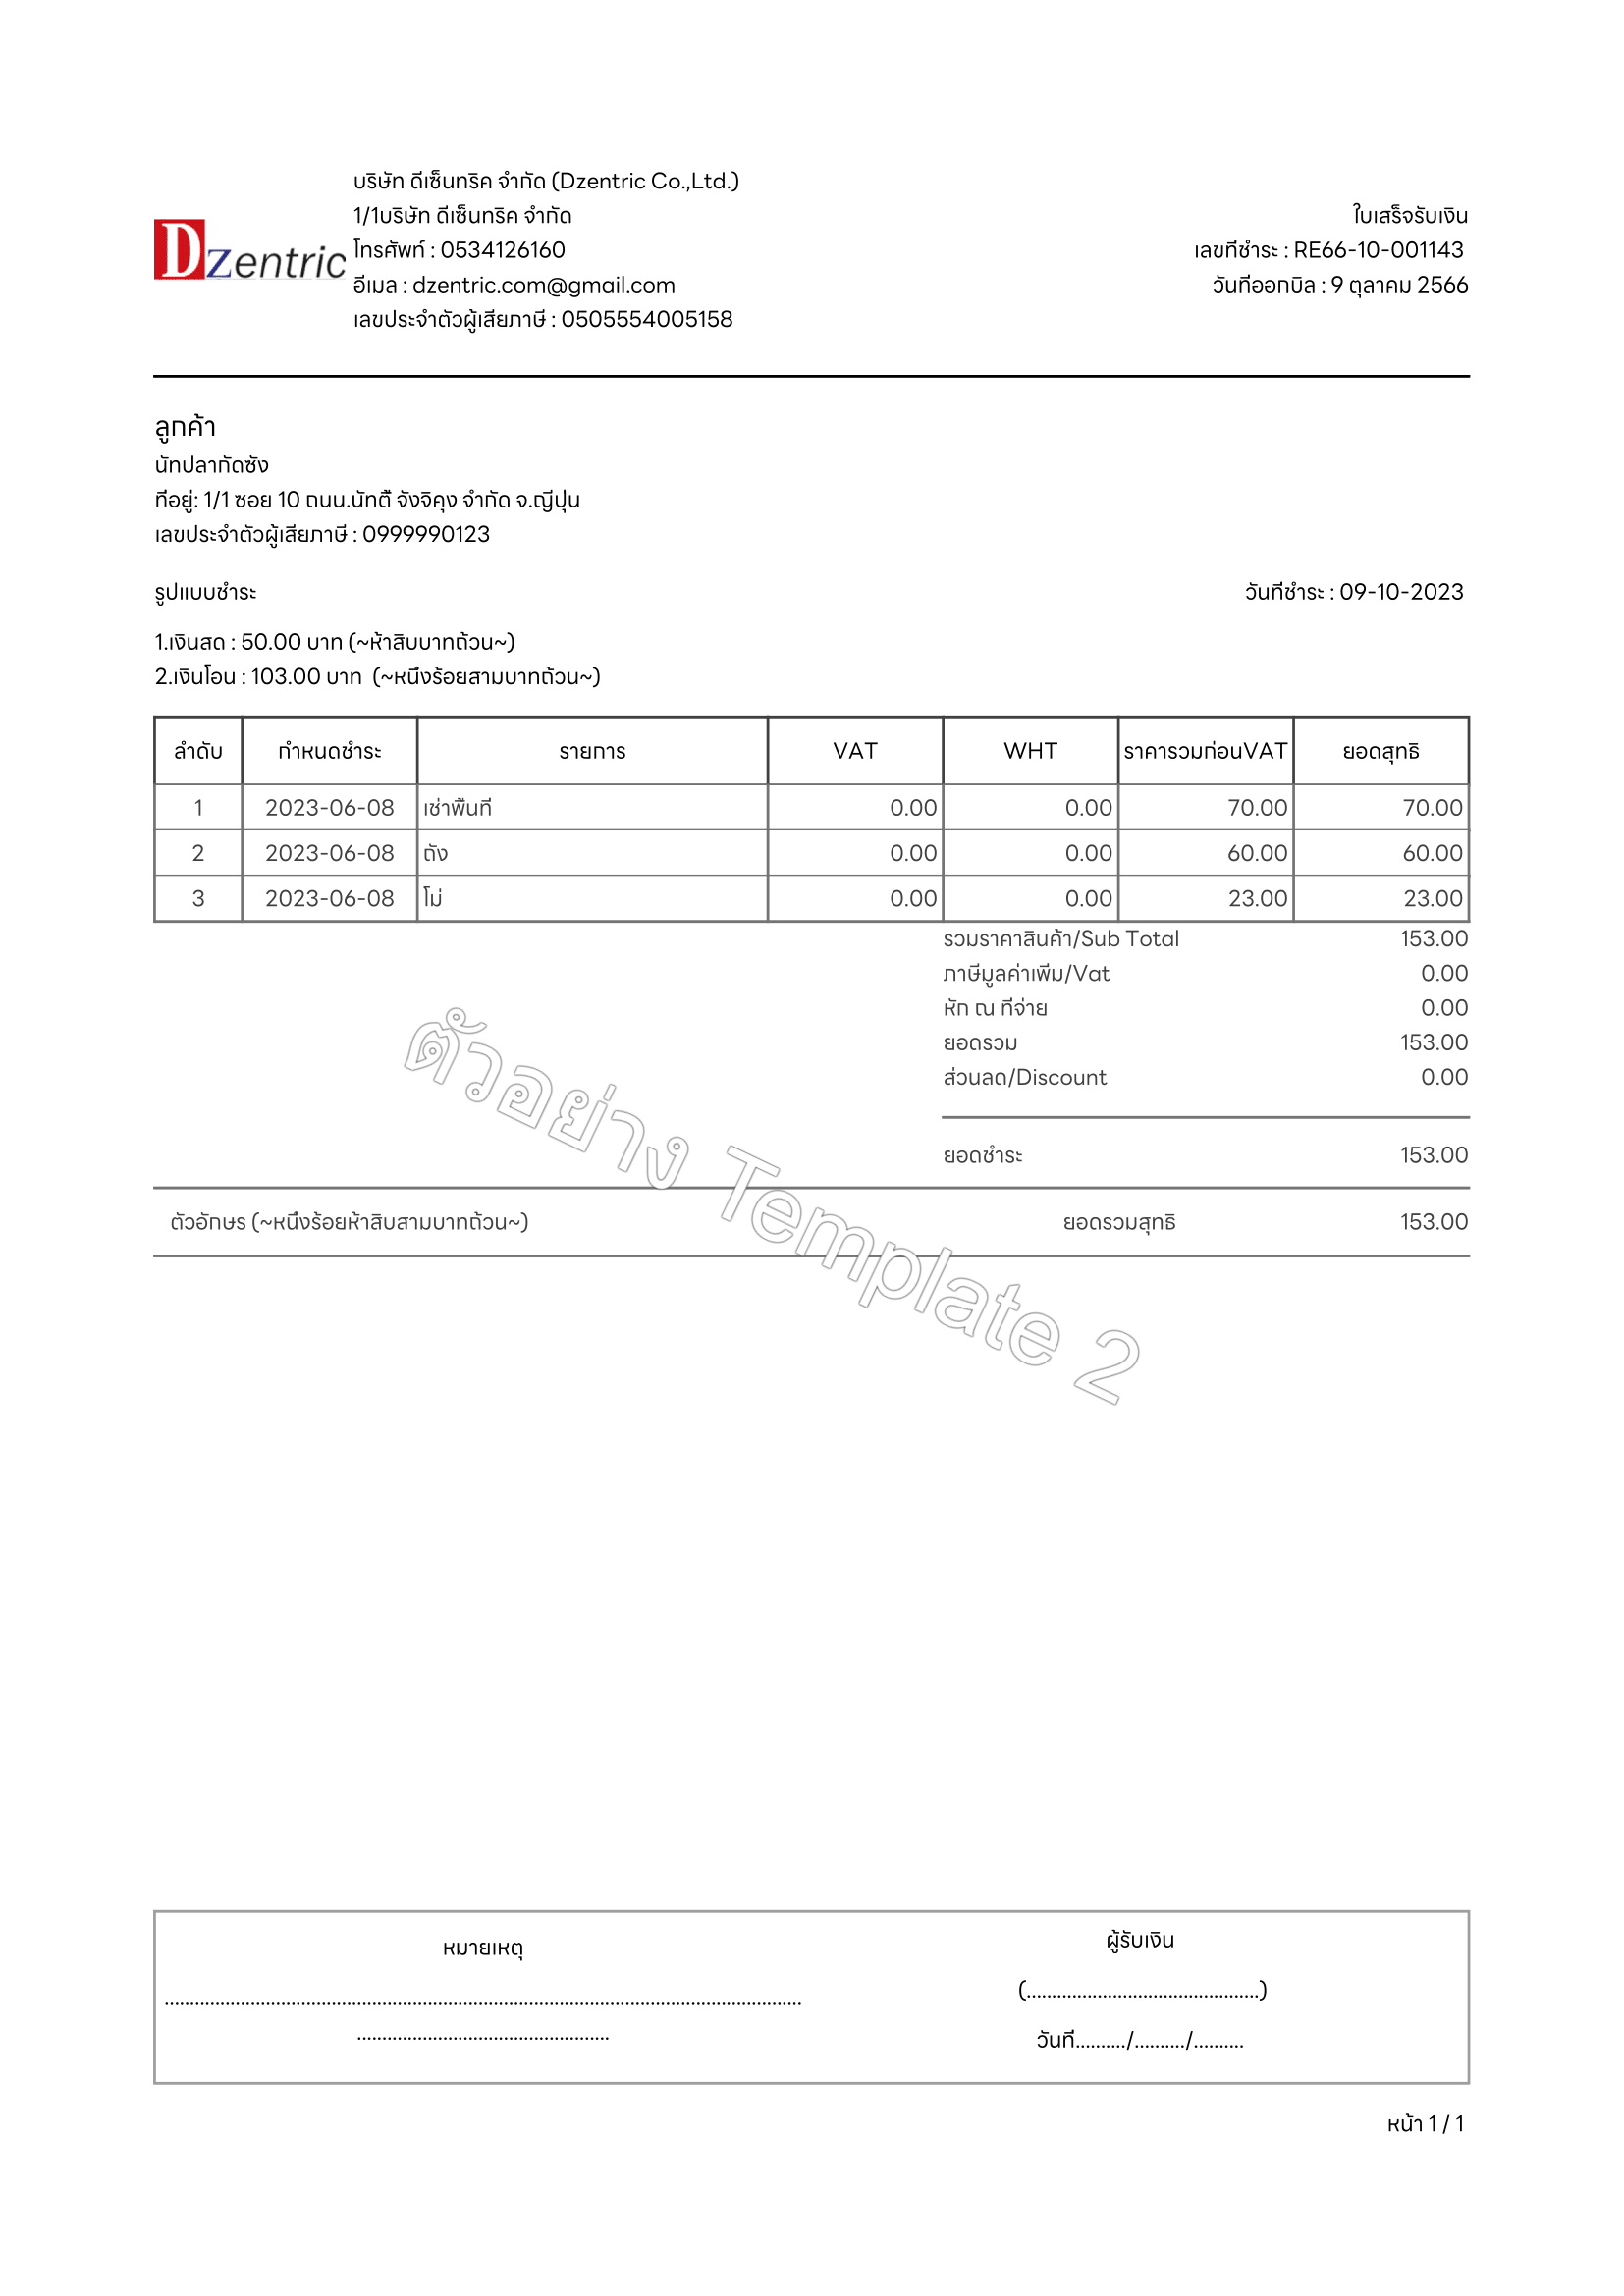 บริษัท ดีเซ็นทริค จำกัด (Dzentric Co.,Ltd.)
1/1บริษัท ดีเซ็นทริค จำกัด
โทรศัพท์ : 0534126160
อีเมล : dzentric.com@gmail.com
เลขประจำตัวผู้เสียภาษี : 0505554005158
Dzentric
ใบเสร็จรับเงิน
เลขที่ชำระ : RE66-10-001143
วันที่ออกบิล : 9 ตุลาคม 2566
ลูกค้า
นัทปลากัดซัง
ที่อยู่: 1/1 ซอย 10 ถนน.นัทตี้ จังจิคุง จำกัด จ.ญี่ปุ่น
เลขประจำตัวผู้เสียภาษี : 0999990123
รูปแบบชำระ วันที่ชำระ : 09-10-2023
1.เงินสด : 50.00 บาท (~ห้าสิบบาทถ้วน~)
2.เงินโอน : 103.00 บาท (~หนึ่งร้อยสามบาทถ้วน~)
ลำดับ กำหนดชำระ รายการ VAT WHT ราคารวมก่อนVAT ยอดสุทธิ
1 2023-06-08 เช่าพื้นที่ 0.00 0.00 70.00 70.00
2 2023-06-08 ถัง 0.00 0.00 60.00 60.00
3 2023-06-08 โม่ 0.00 0.00 23.00 23.00
รวมราคาสินค้า/Sub Total 153.00
ภาษีมูลค่าเพิ่ม/Vat 0.00
หัก ณ ที่จ่าย 0.00
ยอดรวม 153.00
ส่วนลด/Discount 0.00
ยอดชำระ 153.00
ตัวอักษร (~หนึ่งร้อยห้าสิบสามบาทถ้วน~) ยอดรวมสุทธิ 153.00
ตัวอย่าง Template 2
หมายเหตุ
ผู้รับเงิน
(..............................................)
วันที่........../........../..........
หน้า 1 / 1